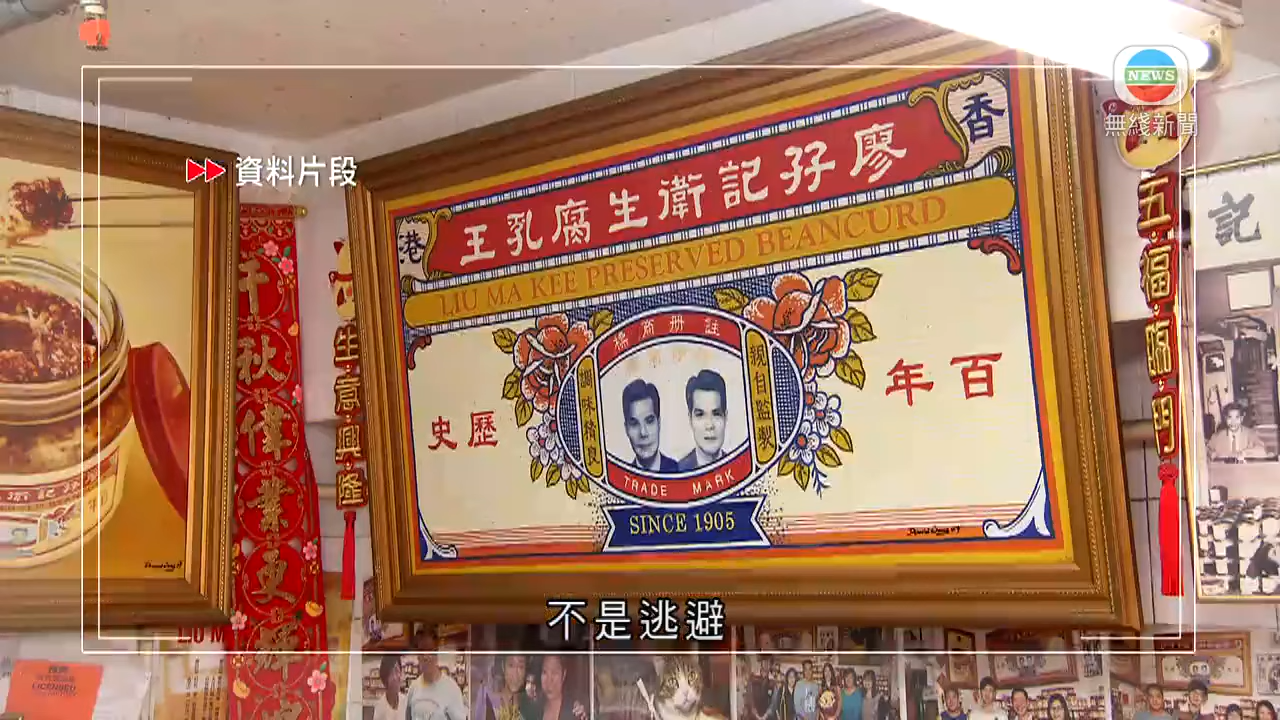 NEWS
無綫新聞
資料片段
香港
廖孖記衛生腐乳王
LIU MA KEE PRESERVED BEANCURD
註册商標
親自監製
調味精良
百年
歷史
TRADE MARK
SINCE 1905
千秋偉業更輝
生意興隆
五福臨門
記
LIU M
LICENSED
不是逃避